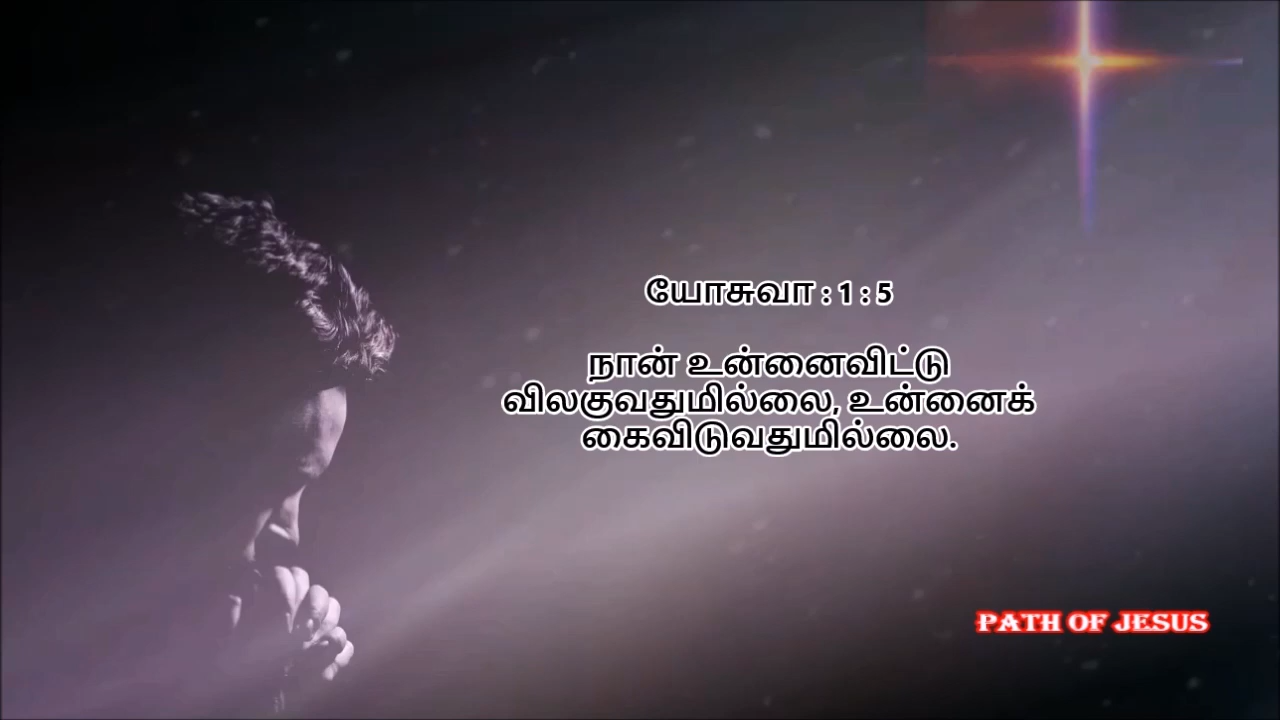 யோசுவா : 1 : 5
நான் உன்னைவிட்டு
விலகுவதுமில்லை, உன்னைக்
கைவிடுவதுமில்லை.
PATH OF JESUS